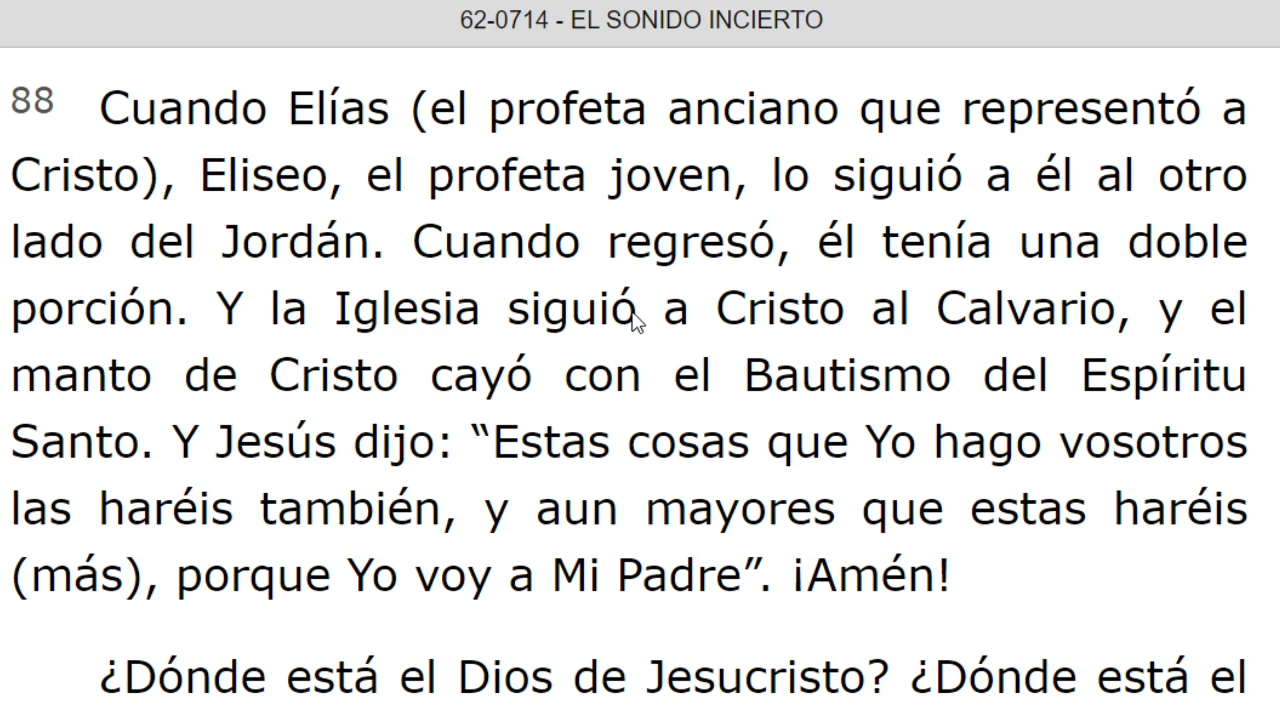 62-0714 - EL SONIDO INCIERTO
88 Cuando Elías (el profeta anciano que representó a
Cristo), Eliseo, el profeta joven, lo siguió a él al otro
lado del Jordán. Cuando regresó, él tenía una doble
porción. Y la Iglesia siguió a Cristo al Calvario, y el
manto de Cristo cayó con el Bautismo del Espíritu
Santo. Y Jesús dijo: “Estas cosas que Yo hago vosotros
las haréis también, y aun mayores que estas haréis
(más), porque Yo voy a Mi Padre”. ¡Amén!
¿Dónde está el Dios de Jesucristo? ¿Dónde está el